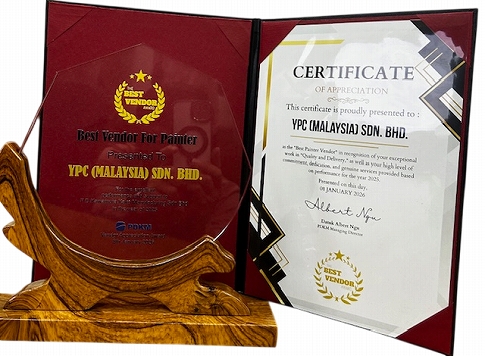 THE
BEST
VENDOR
AWARD
Best Vendor For Painter
Presented To
YPC (MALAYSIA) SDN. BHD.
CERTIFICATE
OF APPRECIATION
This certificate is proudly presented to :
YPC (MALAYSIA) SDN. BHD.
as the "Best Painter Vendor" in recognition of your exceptional
work in "Quality and Delivery," as well as your high level of
commitment, dedication, and genuine services provided based
on performance for the year 2025.
Presented on this day,
01 JANUARY 2026
Albert Ngu
Datuk Albert Ngu
Managing Director
THE
BEST
VENDOR
AWARD